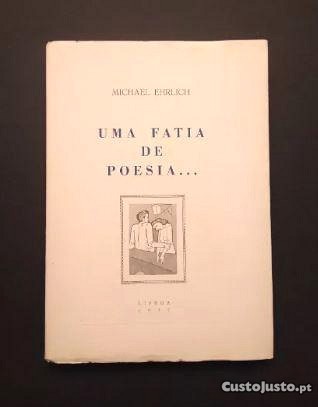 MICHAEL EHRLICH
UMA FATIA
DE
POESIA...
LISBOA
CustoJusto.pt